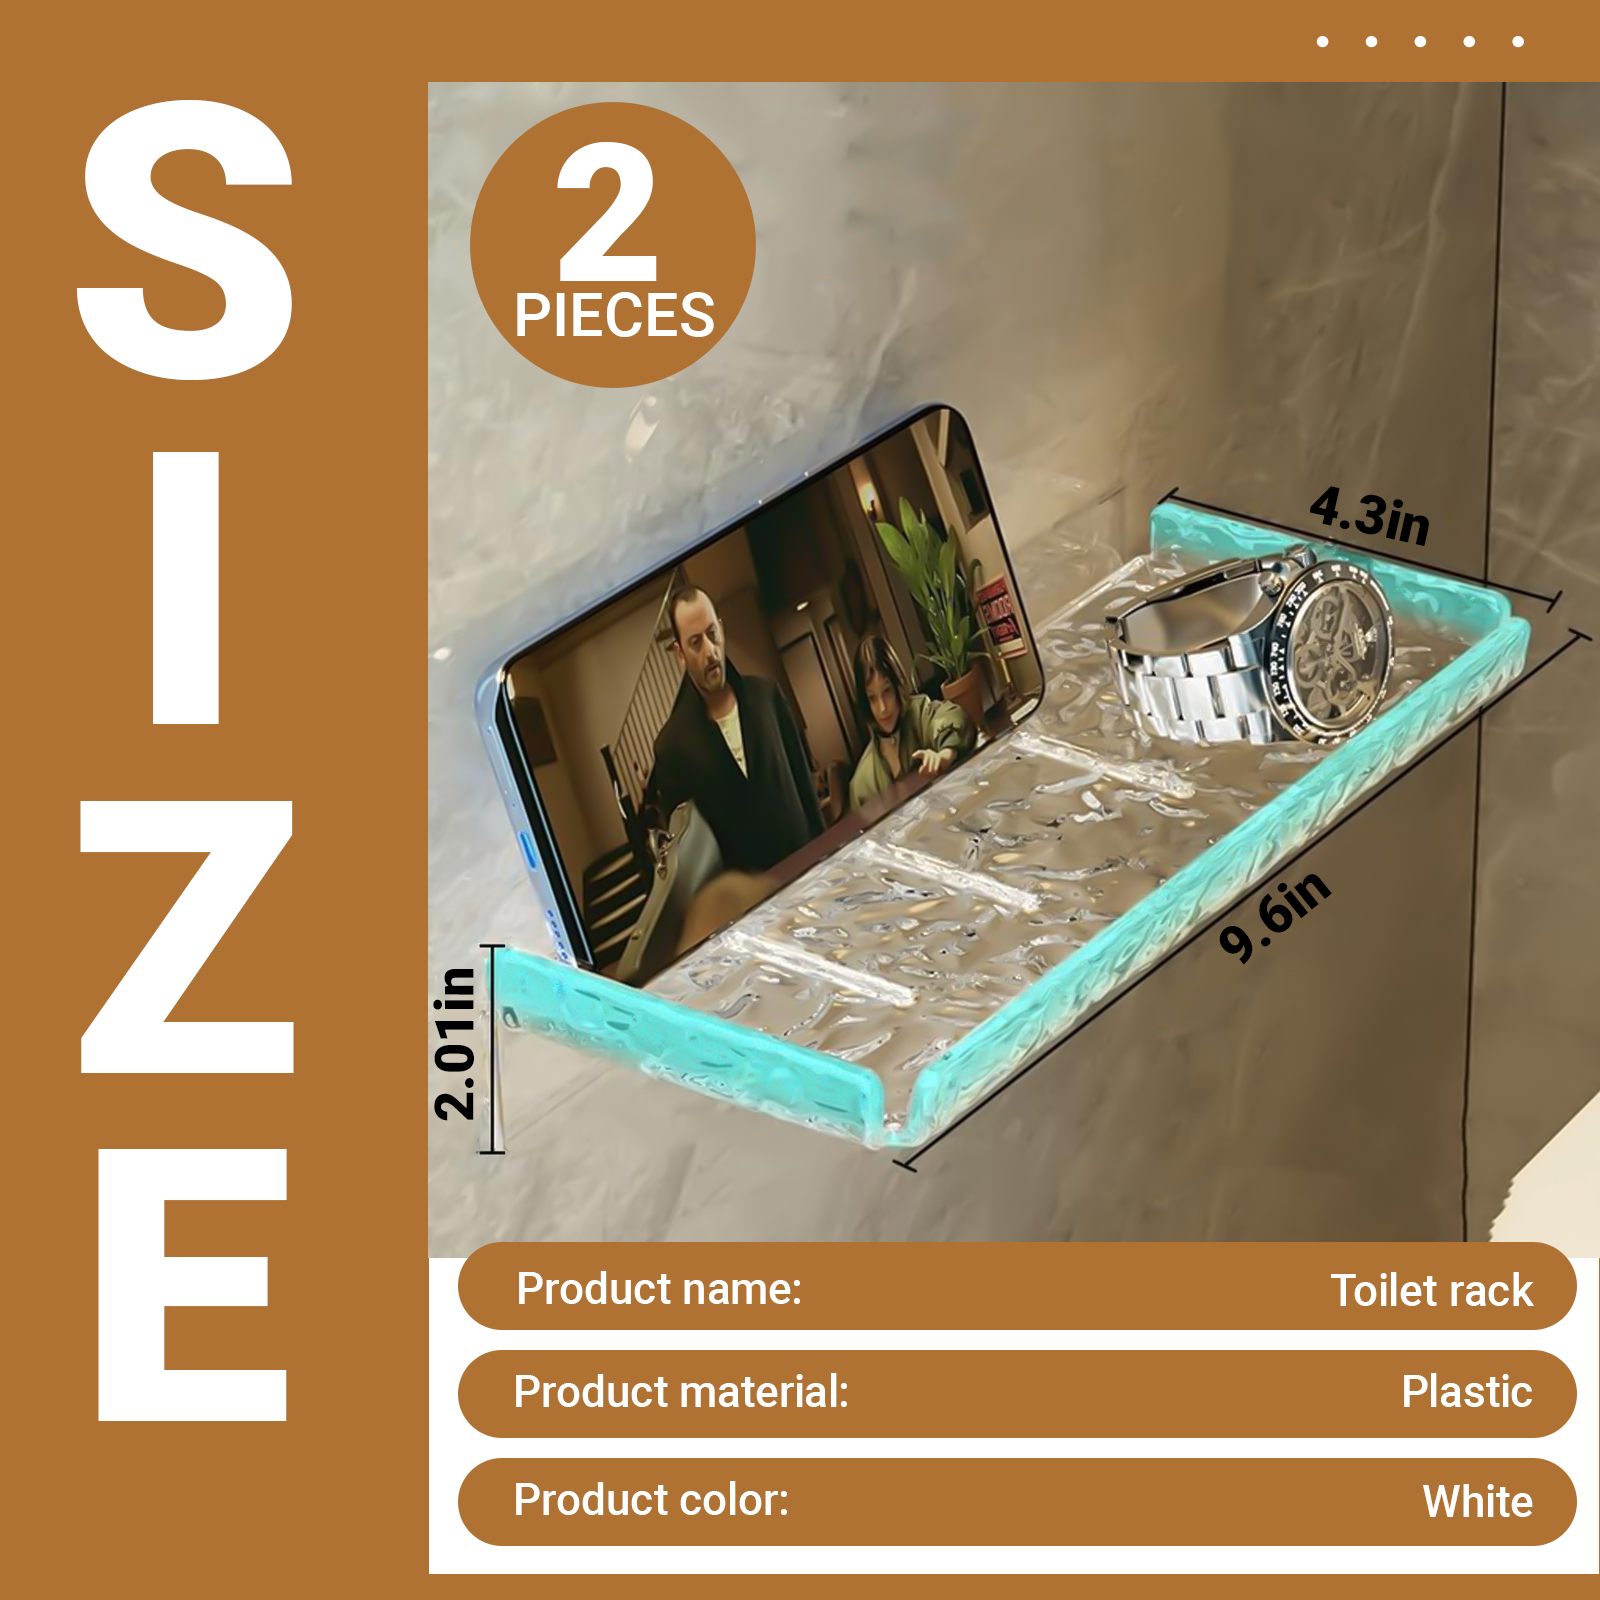 SIZE
2
PIECES
4.3in
9.6in
2.01in
Product name: Toilet rack
Product material: Plastic
Product color: White